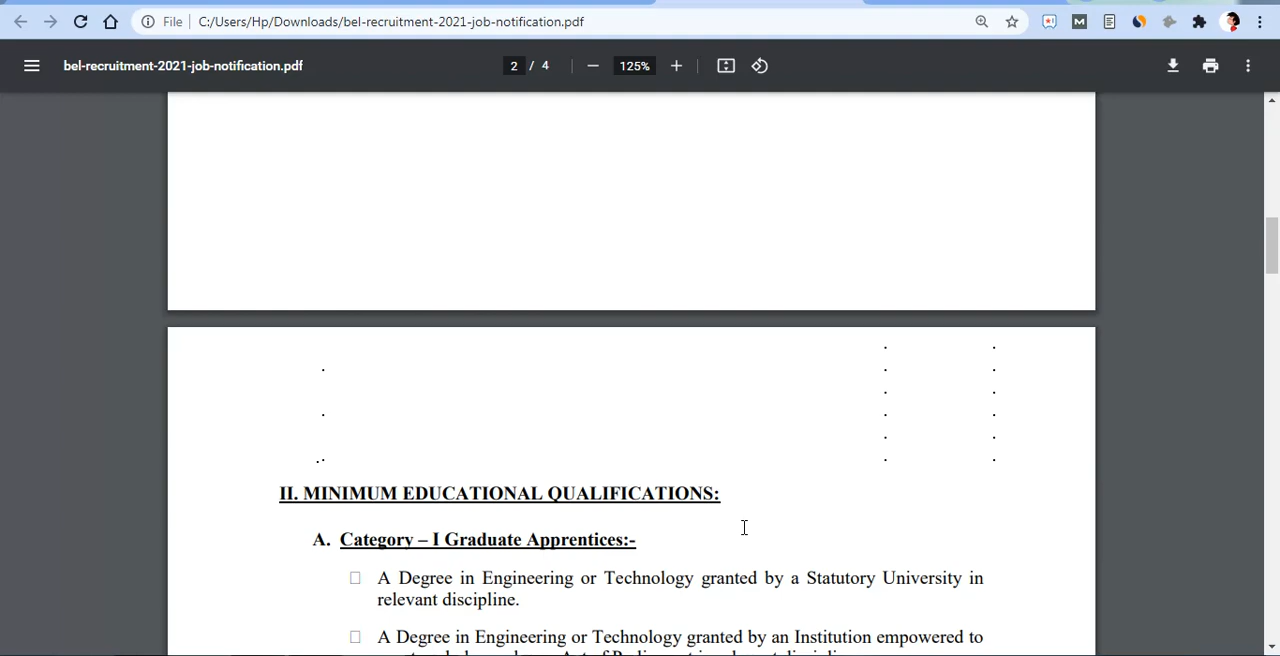 File C:/Users/Hp/Downloads/bel-recruitment-2021-job-notification.pdf
bel-recruitment-2021-job-notification.pdf 2 / 4 125%
II. MINIMUM EDUCATIONAL QUALIFICATIONS:
A. Category – I Graduate Apprentices:-
A Degree in Engineering or Technology granted by a Statutory University in
relevant discipline.
A Degree in Engineering or Technology granted by an Institution empowered to